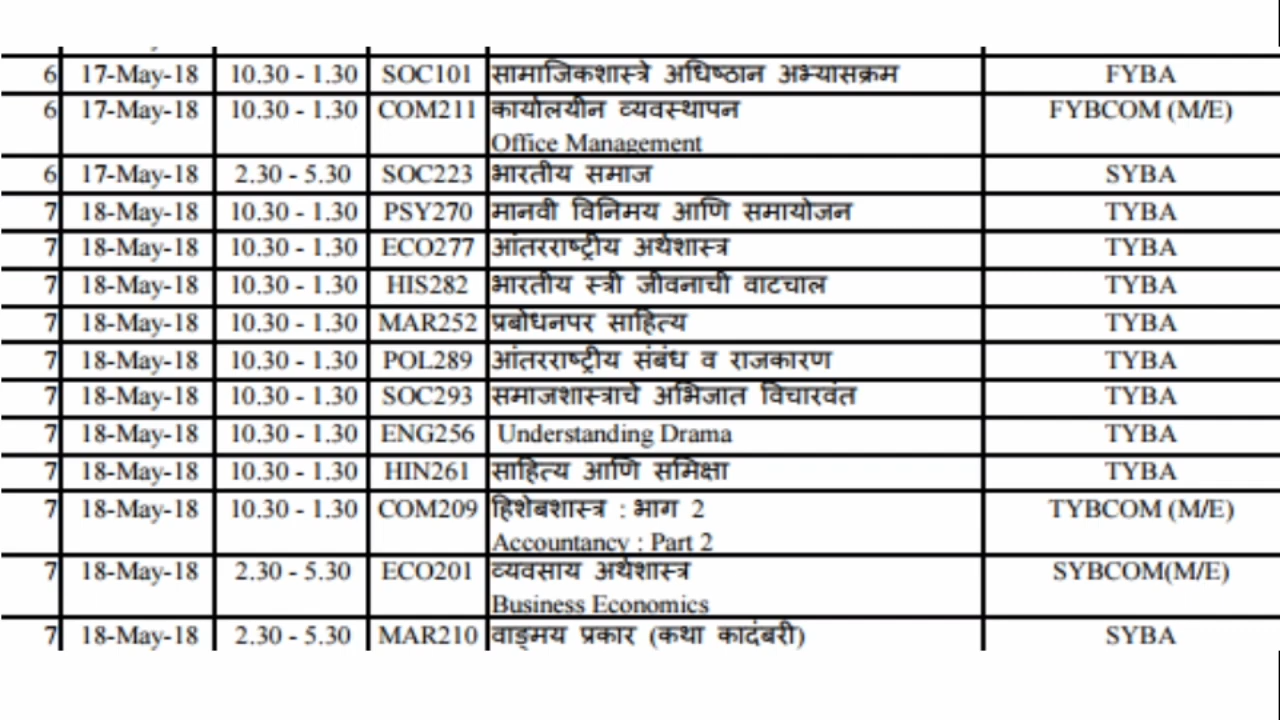 6 17-May-18 10.30 - 1.30 SOC101 सामाजिकशास्त्रे अधिष्ठान अभ्यासक्रम FYBA
6 17-May-18 10.30 - 1.30 COM211 कार्यालयीन व्यवस्थापन FYBCOM (M/E)
Office Management
6 17-May-18 2.30 - 5.30 SOC223 भारतीय समाज SYBA
7 18-May-18 10.30 - 1.30 PSY270 मानवी विनिमय आणि समायोजन TYBA
7 18-May-18 10.30 - 1.30 ECO277 आंतरराष्ट्रीय अर्थशास्त्र TYBA
7 18-May-18 10.30 - 1.30 HIS282 भारतीय स्त्री जीवनाची वाटचाल TYBA
7 18-May-18 10.30 - 1.30 MAR252 प्रबोधनपर साहित्य TYBA
7 18-May-18 10.30 - 1.30 POL289 आंतरराष्ट्रीय संबंध व राजकारण TYBA
7 18-May-18 10.30 - 1.30 SOC293 समाजशास्त्राचे अभिजात विचारवंत TYBA
7 18-May-18 10.30 - 1.30 ENG256 Understanding Drama TYBA
7 18-May-18 10.30 - 1.30 HIN261 साहित्य आणि समिक्षा TYBA
7 18-May-18 10.30 - 1.30 COM209 हिशेबशास्त्र : भाग 2 TYBCOM (M/E)
Accountancy : Part 2
7 18-May-18 2.30 - 5.30 ECO201 व्यवसाय अर्थशास्त्र SYBCOM(M/E)
Business Economics
7 18-May-18 2.30 - 5.30 MAR210 वाङ्मय प्रकार (कथा कादंबरी) SYBA